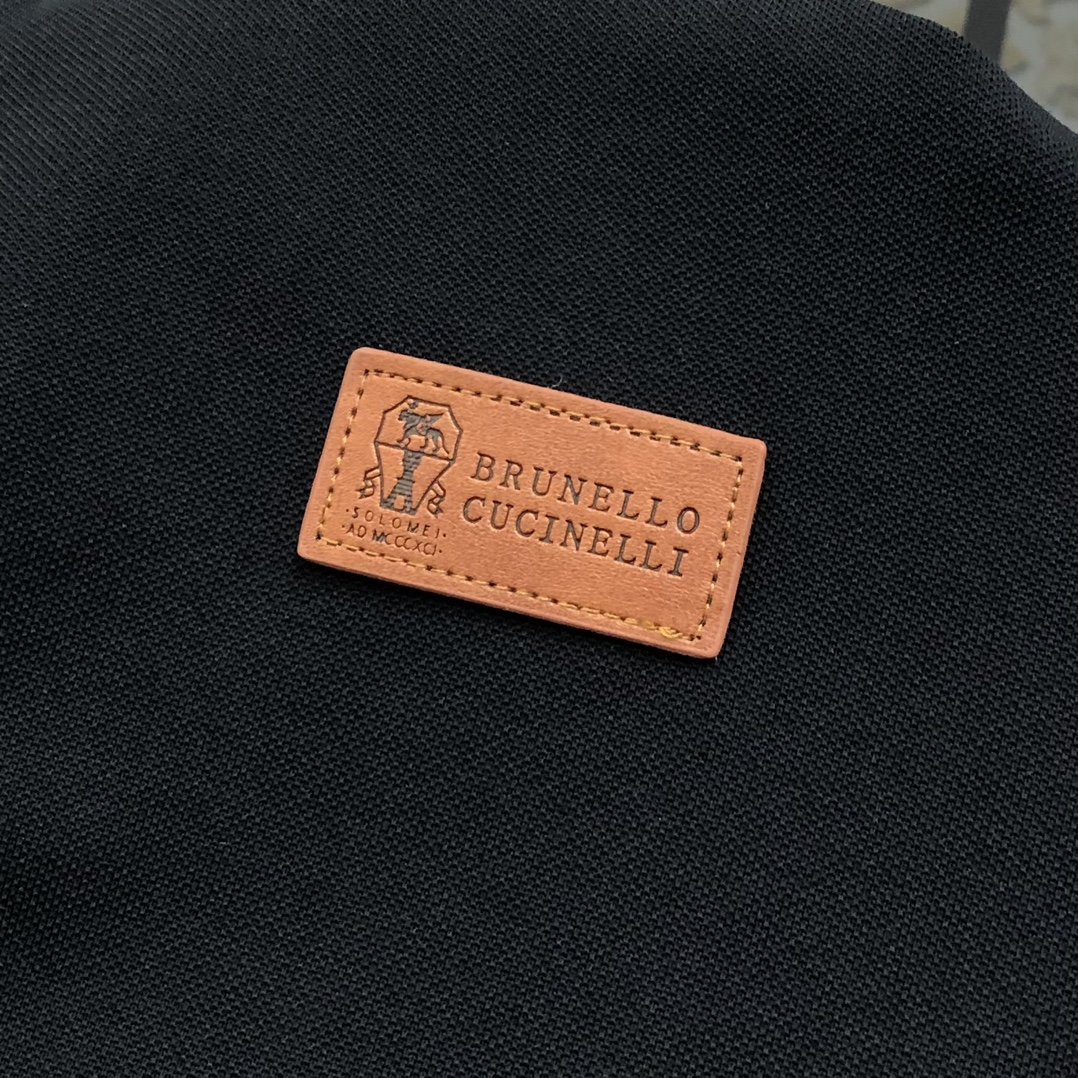 BRUNELLO
CUCINELLI
·SOLOMEI·
·AD MCCCXCI·